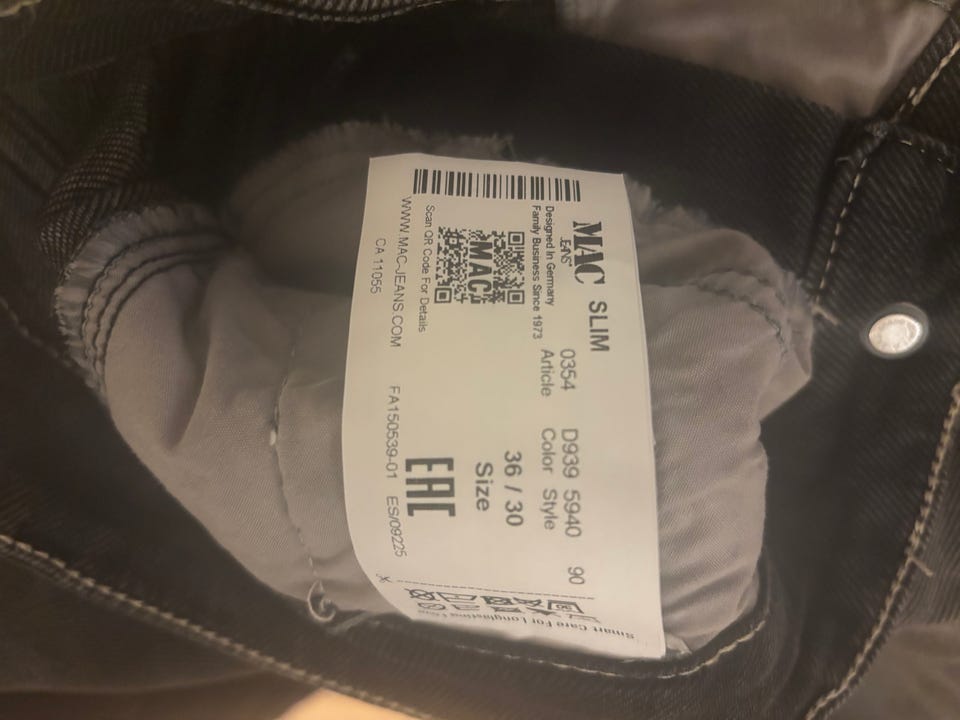 MAC SLIM
JEANS
0354 D939 5940 90
Article Color Style
Designed In Germany
Family Business Since 1973
36 / 30
Size
MAC
EAC
Scan QR Code For Details
WWW.MAC-JEANS.COM FA150539-01 ES/09225
CA 11055
Smart Care For Longlasting
30